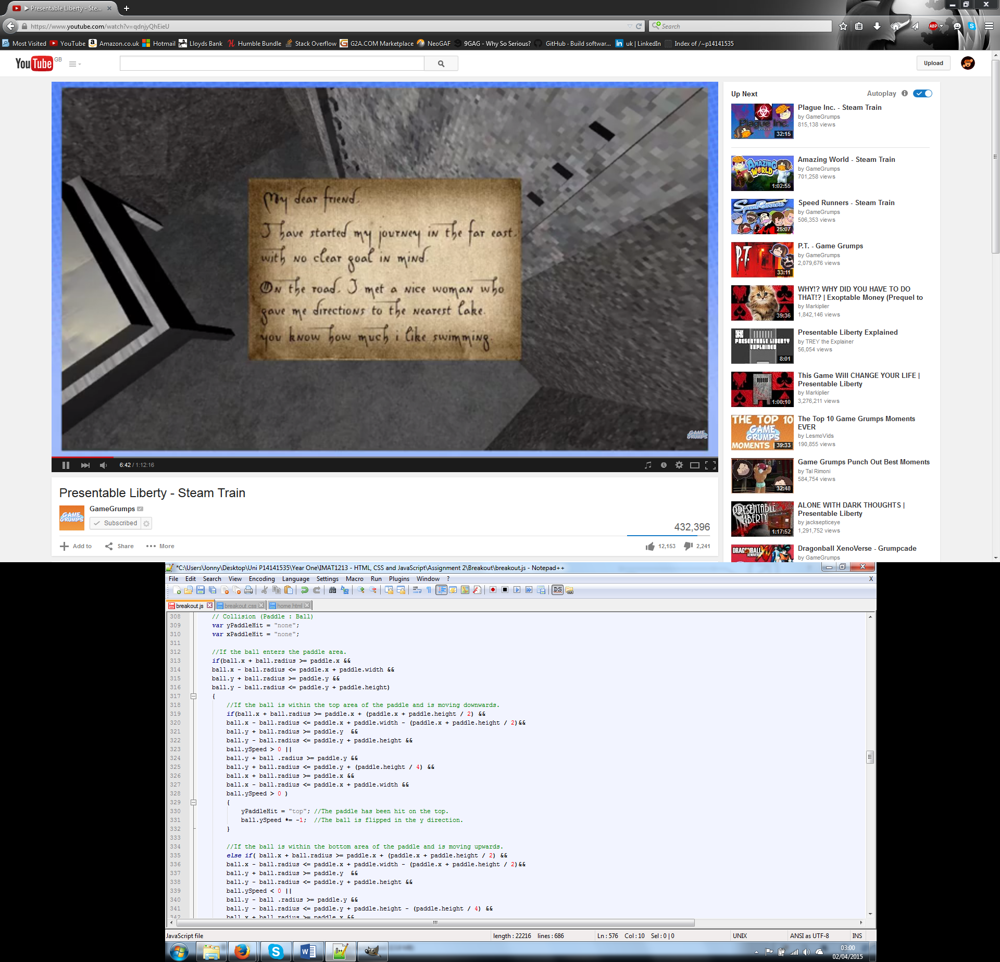 ▶ Presentable Liberty - Ste...
https://www.youtube.com/watch?v=qdnjyQhEieU
Search
ABP
Most Visited YouTube Amazon.co.uk Hotmail Lloyds Bank Humble Bundle Stack Overflow G2A.COM Marketplace NeoGAF 9GAG - Why So Serious? GitHub · Build softwar... uk | LinkedIn Index of /~p14141535
YouTube GB
Upload
My dear friend.
I have started my journey in the far east.
with no clear goal in mind.
On the road. I met a nice woman who
gave me directions to the nearest lake.
you know how much i like swimming.
GAME GRUMPS
6:42 / 1:12:16
Presentable Liberty - Steam Train
GAME GRUMPS
GameGrumps
Subscribed
432,396
Add to Share More
12,153 2,241
Up Next Autoplay
Plague Inc. EVOLVED
32:15
Plague Inc. - Steam Train
by GameGrumps
815,138 views
AMAZING WORLD
1:02:55
Amazing World - Steam Train
by GameGrumps
701,258 views
SpeedRunners
25:07
Speed Runners - Steam Train
by GameGrumps
506,353 views
P.T.
33:11
P.T. - Game Grumps
by GameGrumps
2,079,676 views
39:36
WHY!? WHY DID YOU HAVE TO DO
THAT!? | Exoptable Money (Prequel to
by Markiplier
1,842,146 views
PRESENTABLE LIBERTY
EXPLAINED
8:01
Presentable Liberty Explained
by TREY the Explainer
56,054 views
1:00:10
This Game Will CHANGE YOUR LIFE |
Presentable Liberty
by Markiplier
3,276,211 views
THE TOP 10
GAME GRUMPS
MOMENTS
39:33
The Top 10 Game Grumps Moments
EVER
by LesmoVids
190,855 views
32:48
Game Grumps Punch Out Best Moments
by Tal Rimoni
584,754 views
PRESENTABLE LIBERTY
1:17:52
ALONE WITH DARK THOUGHTS |
Presentable Liberty
by jacksepticeye
1,291,752 views
DRAGONBALL
Dragonball XenoVerse - Grumpcade
by GameGrumps
*C:\Users\Jonny\Desktop\Uni P14141535\Year One\IMAT1213 - HTML, CSS and JavaScript\Assignment 2\Breakout\breakout.js - Notepad++
File Edit Search View Encoding Language Settings Macro Run Plugins Window ? X
breakout.js breakout.css home.html
308 // Collision (Paddle : Ball)
309 var yPaddleHit = "none";
310 var xPaddleHit = "none";
311
312 //If the ball enters the paddle area.
313 if(ball.x + ball.radius >= paddle.x &&
314 ball.x - ball.radius <= paddle.x + paddle.width &&
315 ball.y + ball.radius >= paddle.y &&
316 ball.y - ball.radius <= paddle.y + paddle.height)
317 {
318 //If the ball is within the top area of the paddle and is moving downwards.
319 if(ball.x + ball.radius >= paddle.x + (paddle.x + paddle.height / 2) &&
320 ball.x - ball.radius <= paddle.x + paddle.width - (paddle.x + paddle.height / 2)&&
321 ball.y + ball.radius >= paddle.y  &&
322 ball.y - ball.radius <= paddle.y + paddle.height &&
323 ball.ySpeed > 0 ||
324 ball.y + ball .radius >= paddle.y &&
325 ball.y + ball.radius <= paddle.y + (paddle.height / 4) &&
326 ball.x + ball.radius >= paddle.x &&
327 ball.x - ball.radius <= paddle.x + paddle.width &&
328 ball.ySpeed > 0 )
329 {
330 yPaddleHit = "top"; //The paddle has been hit on the top.
331 ball.ySpeed *= -1;  //The ball is flipped in the y direction.
332 }
333
334 //If the ball is within the bottom area of the paddle and is moving upwards.
335 else if( ball.x + ball.radius >= paddle.x + (paddle.x + paddle.height / 2) &&
336 ball.x - ball.radius <= paddle.x + paddle.width - (paddle.x + paddle.height / 2)&&
337 ball.y + ball.radius >= paddle.y  &&
338 ball.y - ball.radius <= paddle.y + paddle.height &&
339 ball.ySpeed < 0 ||
340 ball.y - ball .radius >= paddle.y &&
341 ball.y - ball.radius <= paddle.y + paddle.height - (paddle.height / 4) &&
342 ball.x + ball.radius >= paddle.x &&
JavaScript file length : 22216 lines : 686 Ln : 576 Col : 10 Sel : 0 | 0 UNIX ANSI as UTF-8 INS
03:00
02/04/2015